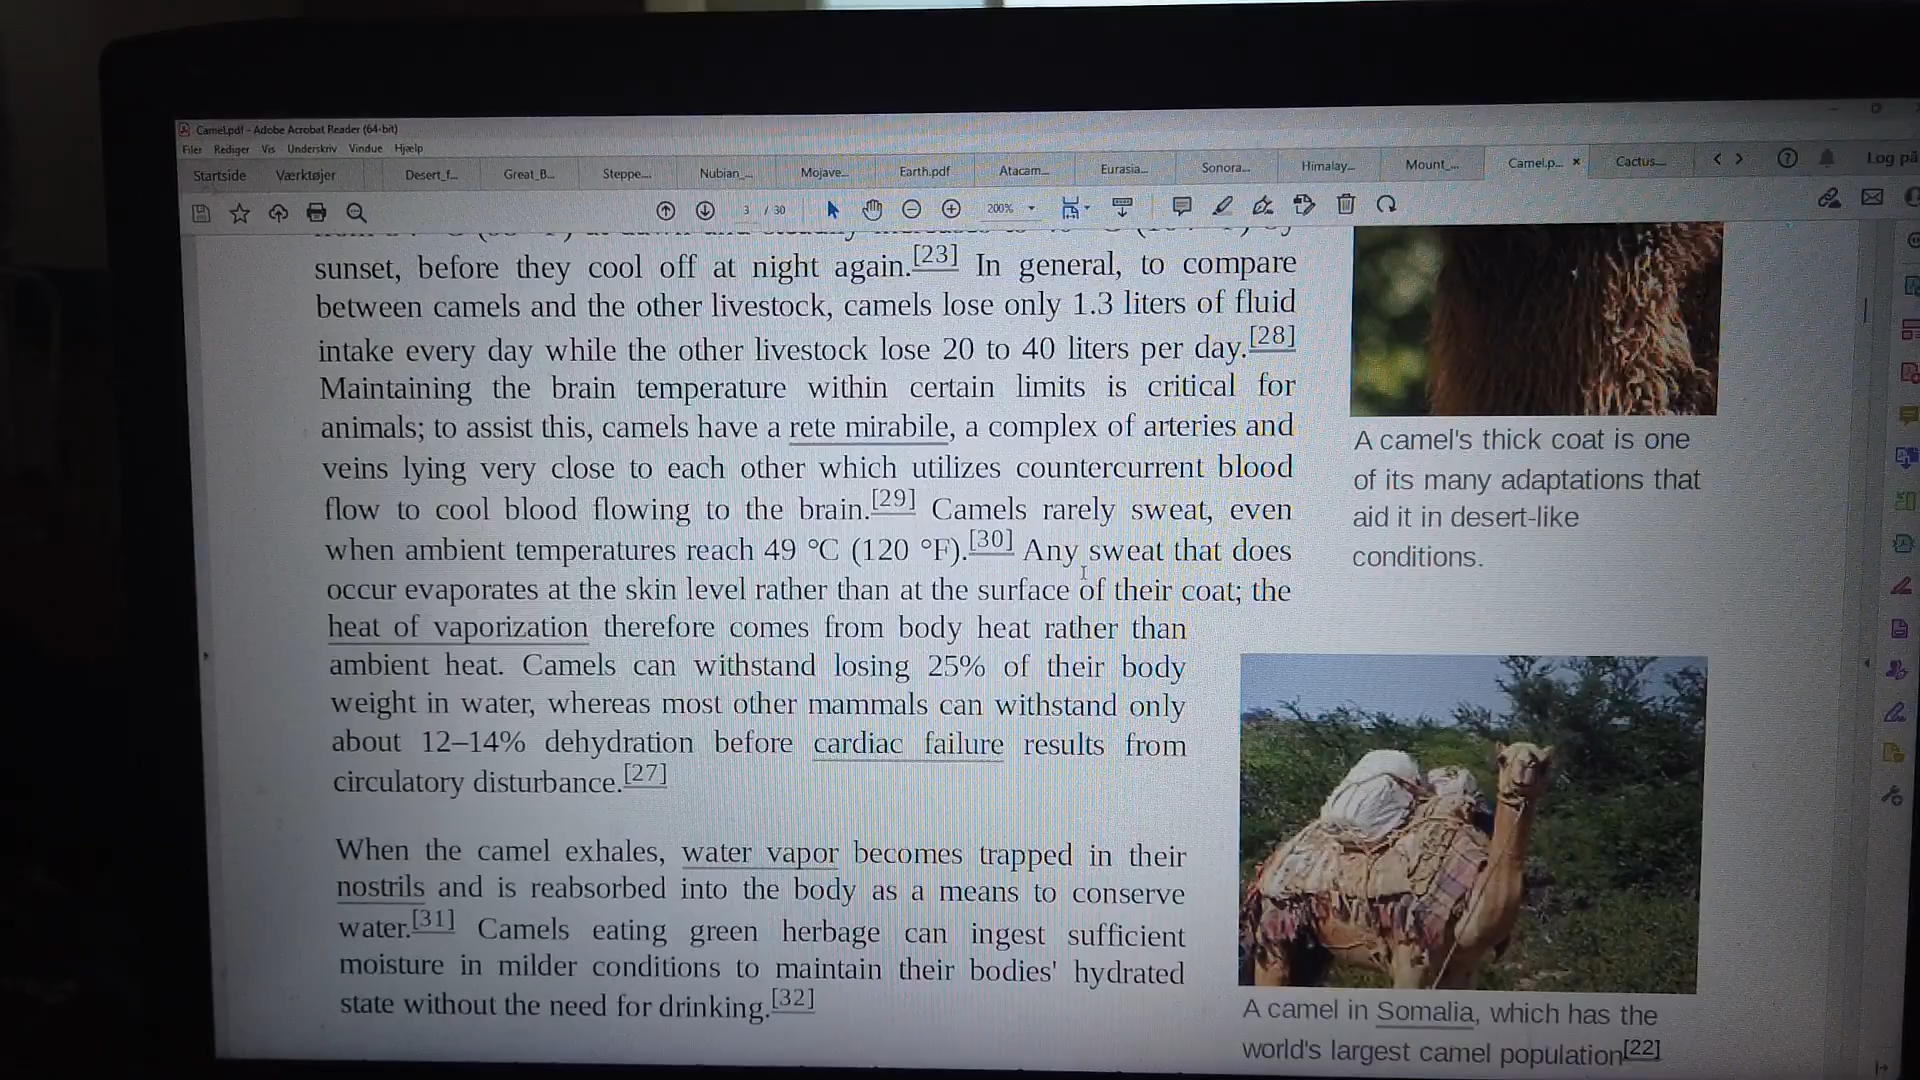 Camel.pdf - Adobe Acrobat Reader (64-bit)
Filer Rediger Vis Underskriv Vindue Hjælp
Startside Værktøjer Desert_f... Great_B... Steppe.... Nubian_... Mojave... Earth.pdf Atacam... Eurasia... Sonora... Himalay... Mount_... Camel.p... × Cactus.... Log på
3 / 30 200%
sunset, before they cool off at night again.[23] In general, to compare
between camels and the other livestock, camels lose only 1.3 liters of fluid
intake every day while the other livestock lose 20 to 40 liters per day.[28]
Maintaining the brain temperature within certain limits is critical for
animals; to assist this, camels have a rete mirabile, a complex of arteries and
veins lying very close to each other which utilizes countercurrent blood
flow to cool blood flowing to the brain.[29] Camels rarely sweat, even
when ambient temperatures reach 49 °C (120 °F).[30] Any sweat that does
occur evaporates at the skin level rather than at the surface of their coat; the
heat of vaporization therefore comes from body heat rather than
ambient heat. Camels can withstand losing 25% of their body
weight in water, whereas most other mammals can withstand only
about 12–14% dehydration before cardiac failure results from
circulatory disturbance.[27]
When the camel exhales, water vapor becomes trapped in their
nostrils and is reabsorbed into the body as a means to conserve
water.[31] Camels eating green herbage can ingest sufficient
moisture in milder conditions to maintain their bodies' hydrated
state without the need for drinking.[32]
A camel's thick coat is one
of its many adaptations that
aid it in desert-like
conditions.
A camel in Somalia, which has the
world's largest camel population[22]